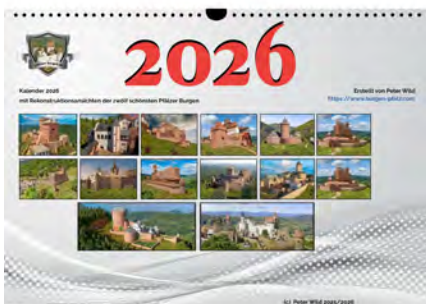 2026
Kalender 2026
mit Rekonstruktionsansichten der zwölf schönsten Pfälzer Burgen
Erstellt von Peter Wild
https://www.burgen-pfalz.com
(c) Peter Wild 2025/2026